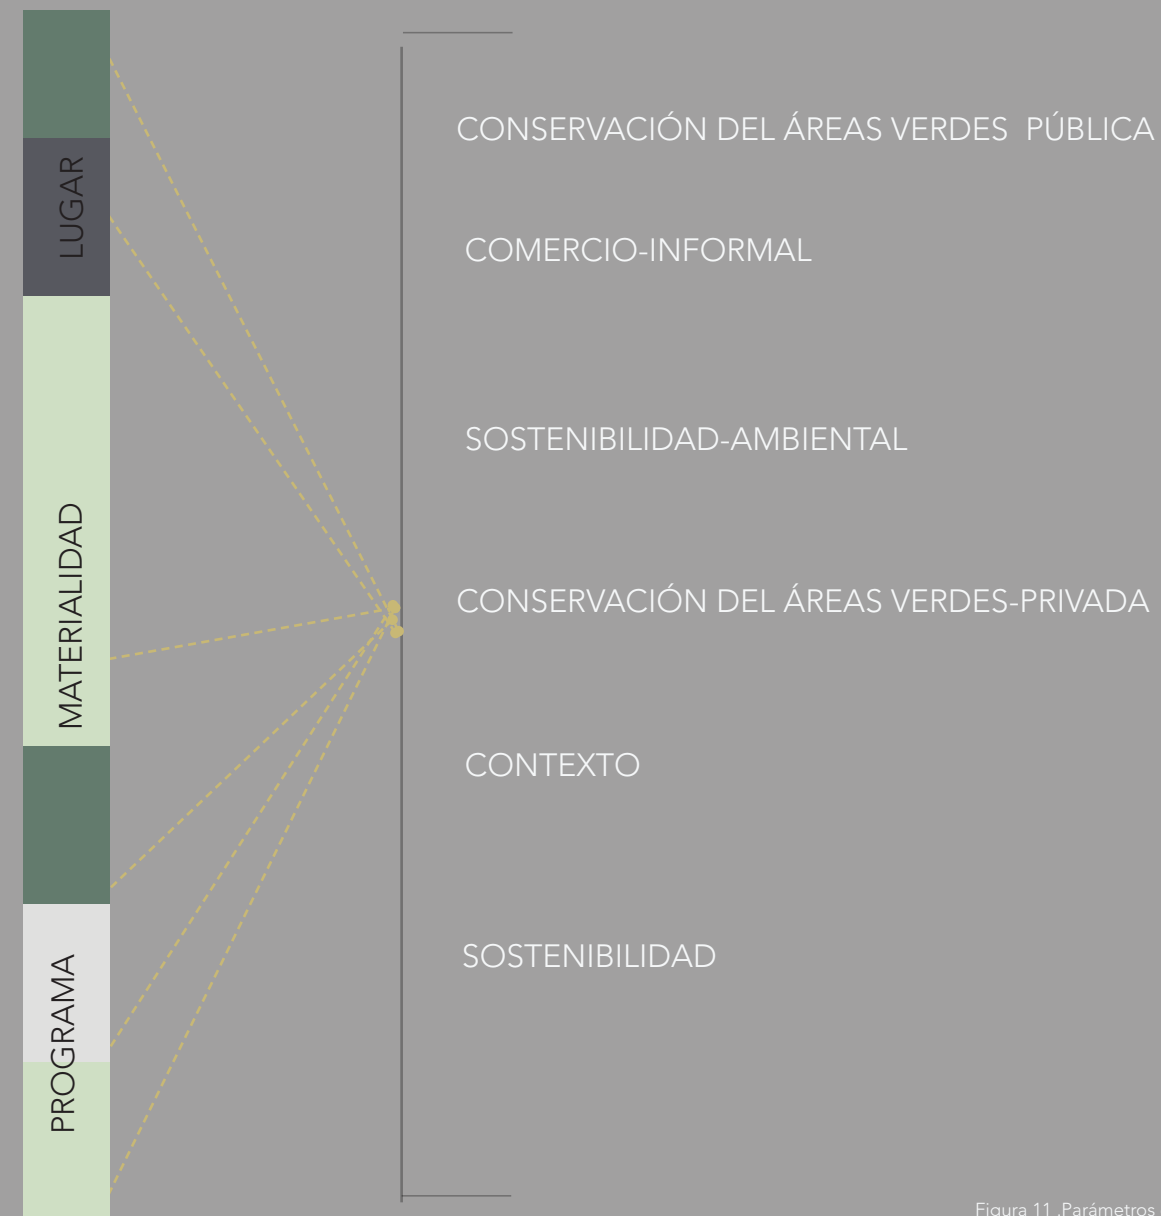 LUGAR
MATERIALIDAD
PROGRAMA
CONSERVACIÓN DEL ÁREAS VERDES PÚBLICA
COMERCIO-INFORMAL
SOSTENIBILIDAD-AMBIENTAL
CONSERVACIÓN DEL ÁREAS VERDES-PRIVADA
CONTEXTO
SOSTENIBILIDAD
Figura 11 .Parámetros